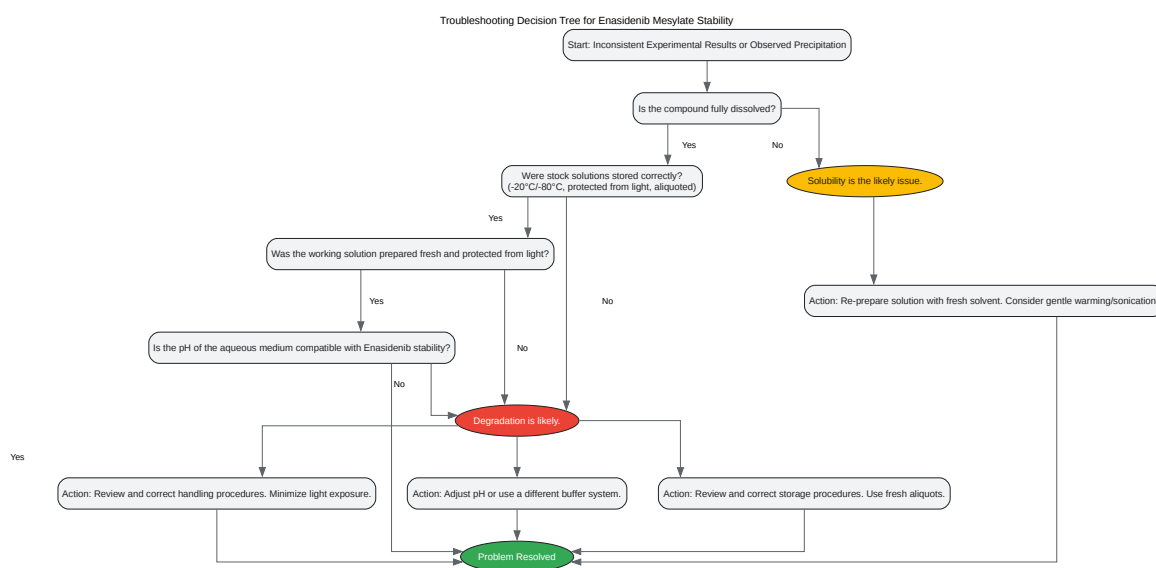 Troubleshooting Decision Tree for Enasidenib Mesylate Stability
Start: Inconsistent Experimental Results or Observed Precipitation
Is the compound fully dissolved?
Yes
No
Were stock solutions stored correctly?
(-20°C/-80°C, protected from light, aliquoted)
Solubility is the likely issue.
Yes
Was the working solution prepared fresh and protected from light?
Yes
No
Action: Re-prepare solution with fresh solvent. Consider gentle warming/sonication
Is the pH of the aqueous medium compatible with Enasidenib stability?
No
No
Degradation is likely.
Yes
Action: Review and correct handling procedures. Minimize light exposure.
Action: Adjust pH or use a different buffer system.
Action: Review and correct storage procedures. Use fresh aliquots.
Problem Resolved